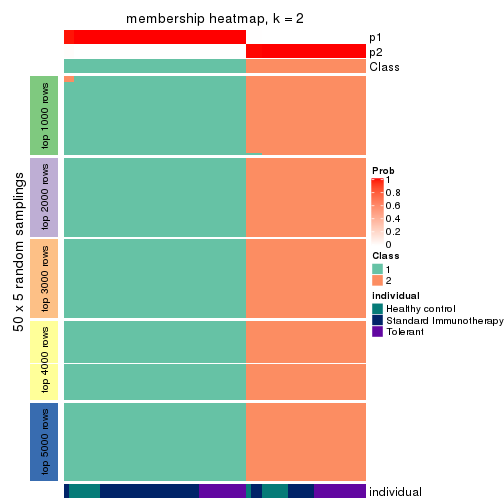 membership heatmap, k = 2
p1
p2
Class
50 x 5 random samplings
top 1000 rows
top 2000 rows
top 3000 rows
top 4000 rows
top 5000 rows
individual
Prob
1
0.8
0.6
0.4
0.2
0
Class
1
2
individual
Healthy control
Standard Immunotherapy
Tolerant